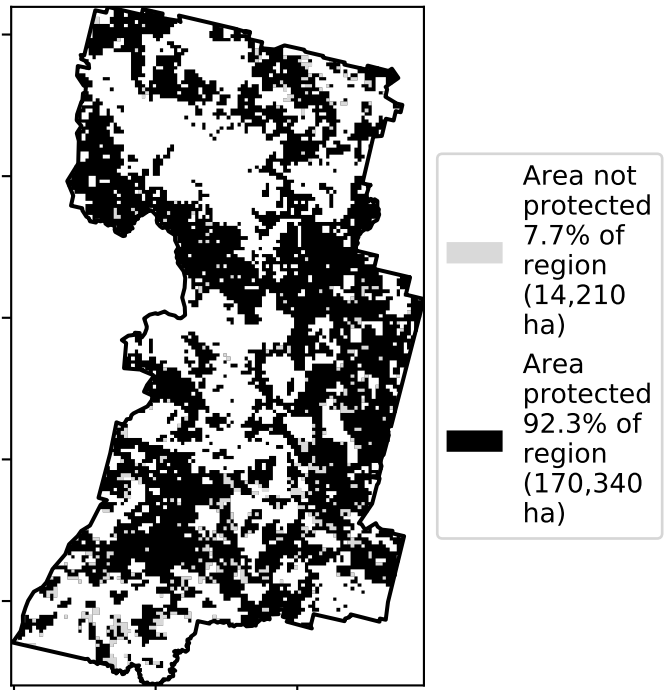 Area not
protected
7.7% of
region
(14,210
ha)
Area
protected
92.3% of
region
(170,340
ha)